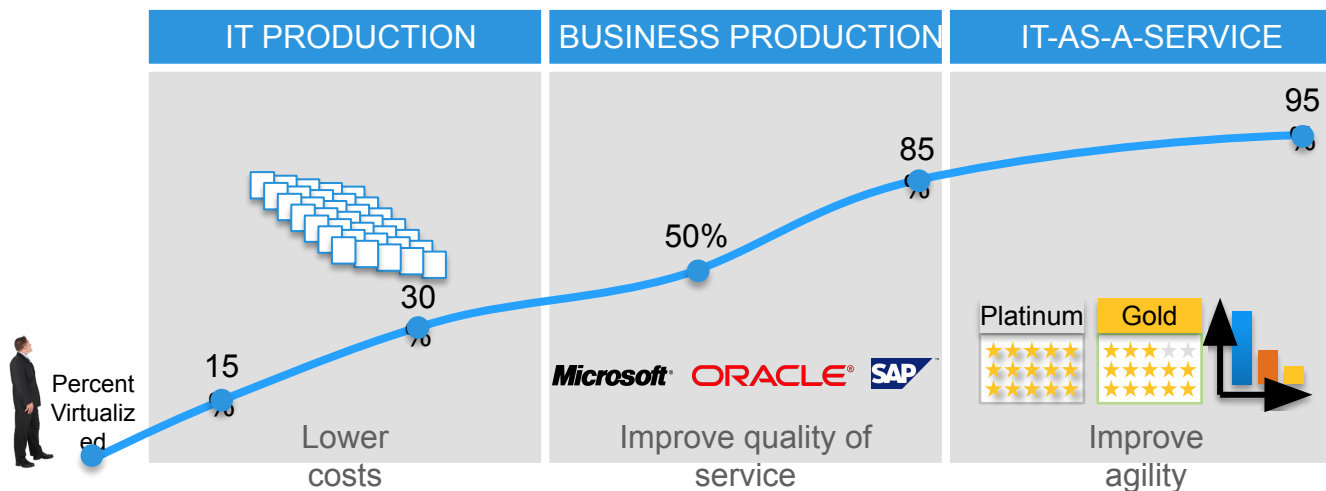 IT PRODUCTION
BUSINESS PRODUCTION
IT-AS-A-SERVICE
95
%
85
%
50%
30
%
15
%
Percent
Virtualiz
ed
Microsoft®
ORACLE®
SAP™
Platinum
Gold
Lower
costs
Improve quality of
service
Improve
agility